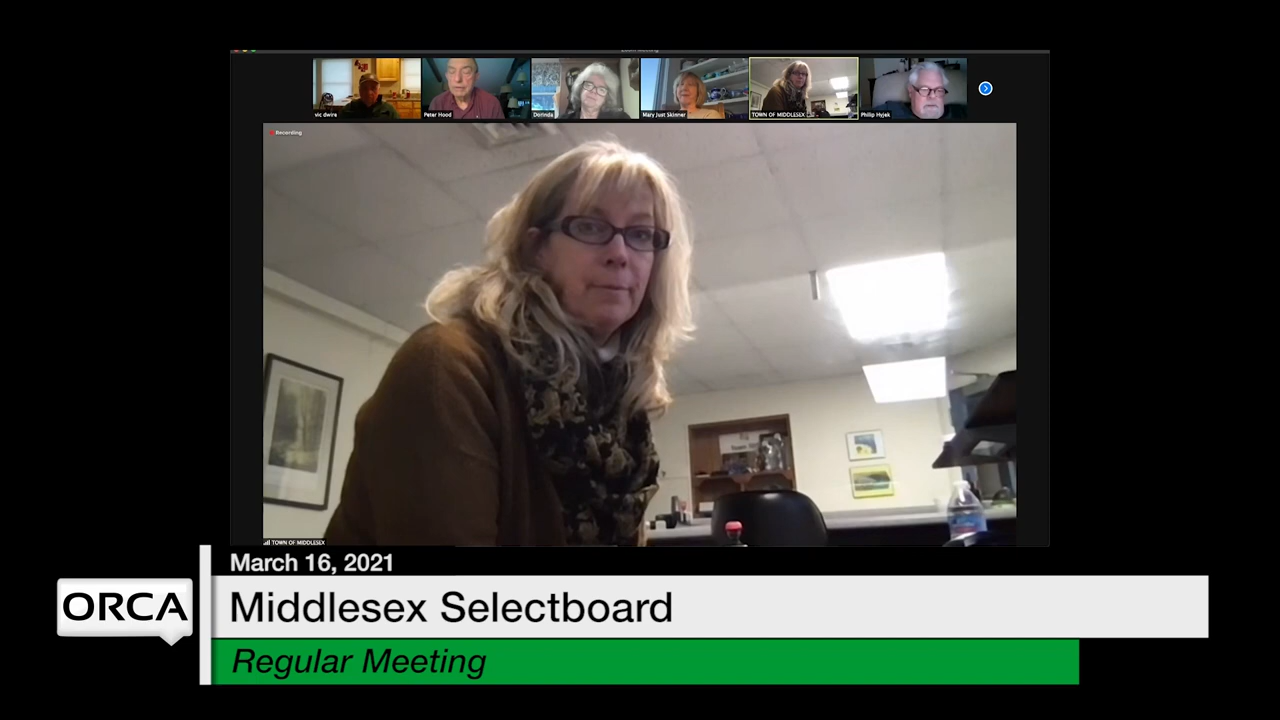 vic dwire
Peter Hood
Dorinda
Mary Just Skinner
TOWN OF MIDDLESEX
Philip Hyjek
Recording
TOWN OF MIDDLESEX
March 16, 2021
ORCA
Middlesex Selectboard
Regular Meeting